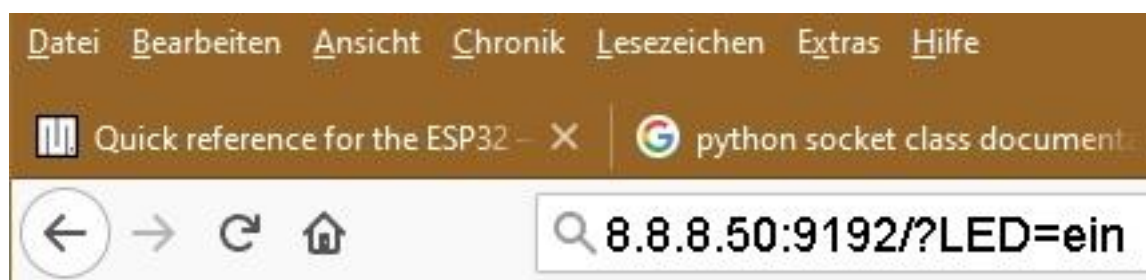 Datei Bearbeiten Ansicht Chronik Lesezeichen Extras Hilfe
Quick reference for the ESP32 – python socket class documenta
8.8.8.50:9192/?LED=ein